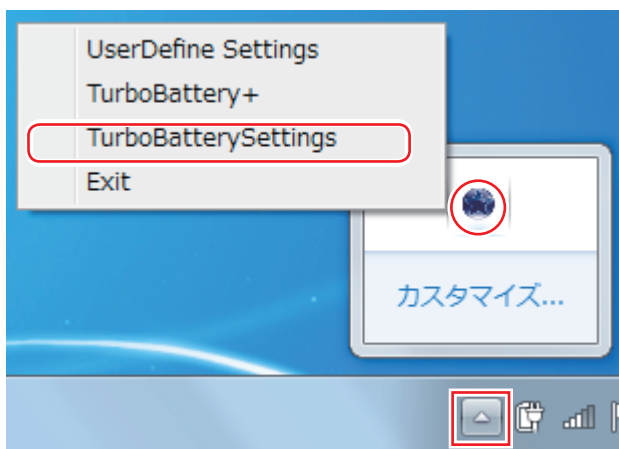 UserDefine Settings
TurboBattery+
TurboBatterySettings
Exit
カスタマイズ...